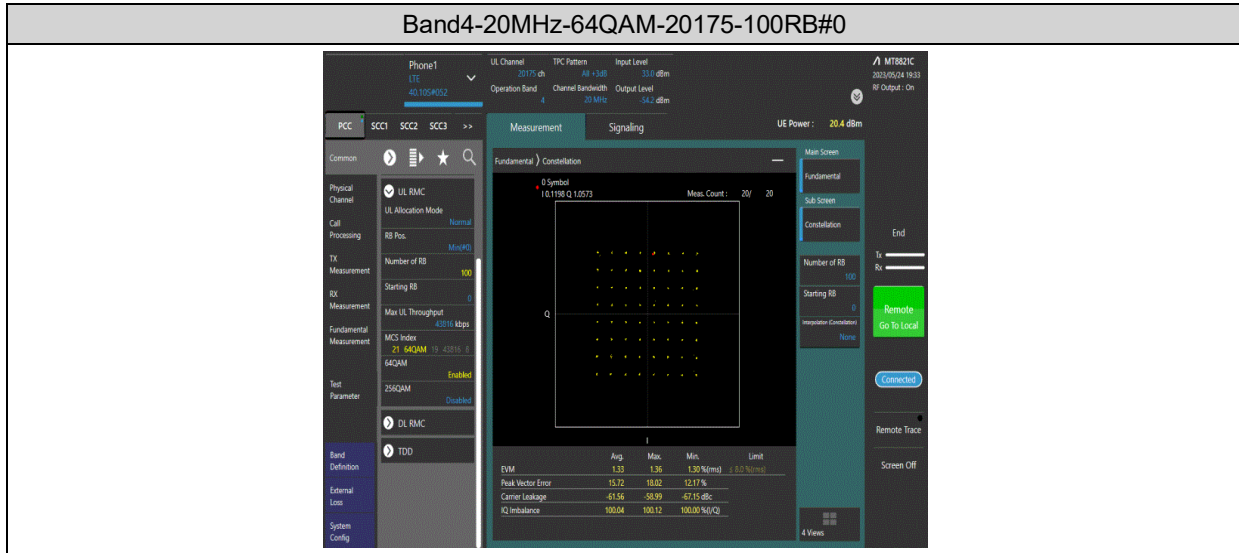 Band4-20MHz-64QAM-20175-100RB#0
Phone1
LTE
40.105#052
UL Channel TPC Pattern Input Level
20175 ch All +3dB 33.0 dBm
Operation Band Channel Bandwidth Output Level
4 20 MHz -54.2 dBm
MT8821C
2023/05/24 19:33
RF Output : On
PCC SCC1 SCC2 SCC3 >>
Measurement Signaling
UE Power : 20.4 dBm
Common
Physical
Channel
Call
Processing
TX
Measurement
RX
Measurement
Fundamental
Measurement
Test
Parameter
Band
Definition
External
Loss
System
Config
UL RMC
UL Allocation Mode
Normal
RB Pos.
Min(#0)
Number of RB
100
Starting RB
0
Max UL Throughput
43816 kbps
MCS Index
21 64QAM 19 43816 8
64QAM
Enabled
256QAM
Disabled
DL RMC
TDD
Fundamental ) Constellation
0 Symbol
I 0.1198 Q 1.0573
Meas. Count : 20/ 20
Q
I
Avg. Max. Min. Limit
EVM 1.33 1.36 1.30 %(rms) ≤ 8.0 %(rms)
Peak Vector Error 15.72 18.02 12.17 %
Carrier Leakage -61.56 -58.99 -67.15 dBc
IQ Imbalance 100.04 100.12 100.00 %(I/Q)
Main Screen
Fundamental
Sub Screen
Constellation
Number of RB
100
Starting RB
0
Interpolation (Constellation)
None
4 Views
End
Tx
Rx
Remote
Go To Local
Connected
Remote Trace
Screen Off